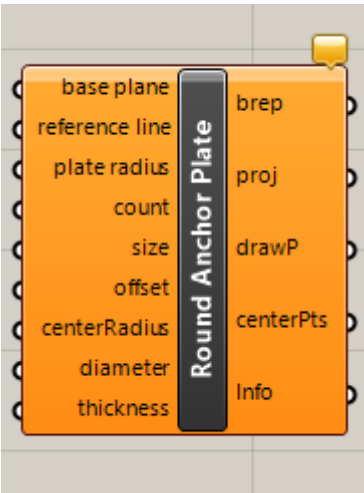 base plane
reference line
plate radius
count
size
offset
centerRadius
diameter
thickness
Round Anchor Plate
brep
proj
drawP
centerPts
Info